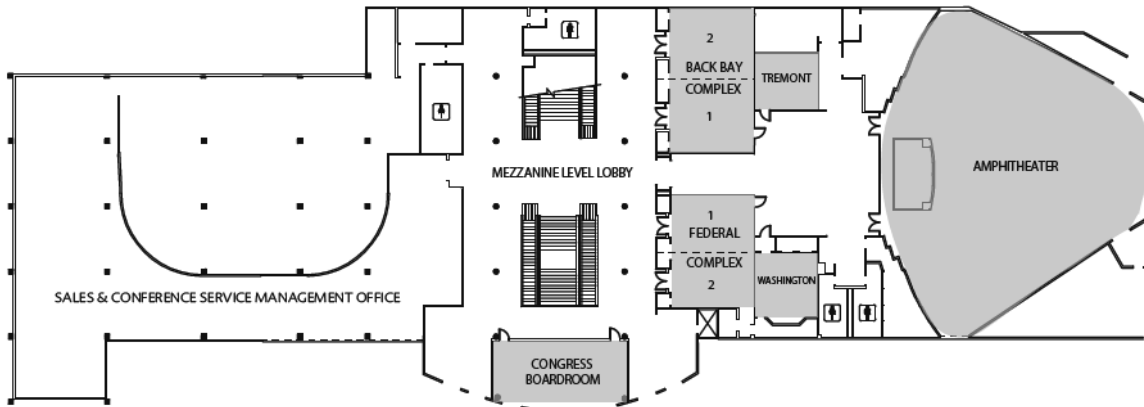 2
BACK BAY
COMPLEX
1
TREMONT
MEZZANINE LEVEL LOBBY
AMPHITHEATER
1
FEDERAL
COMPLEX
2
WASHINGTON
SALES & CONFERENCE SERVICE MANAGEMENT OFFICE
CONGRESS
BOARDROOM